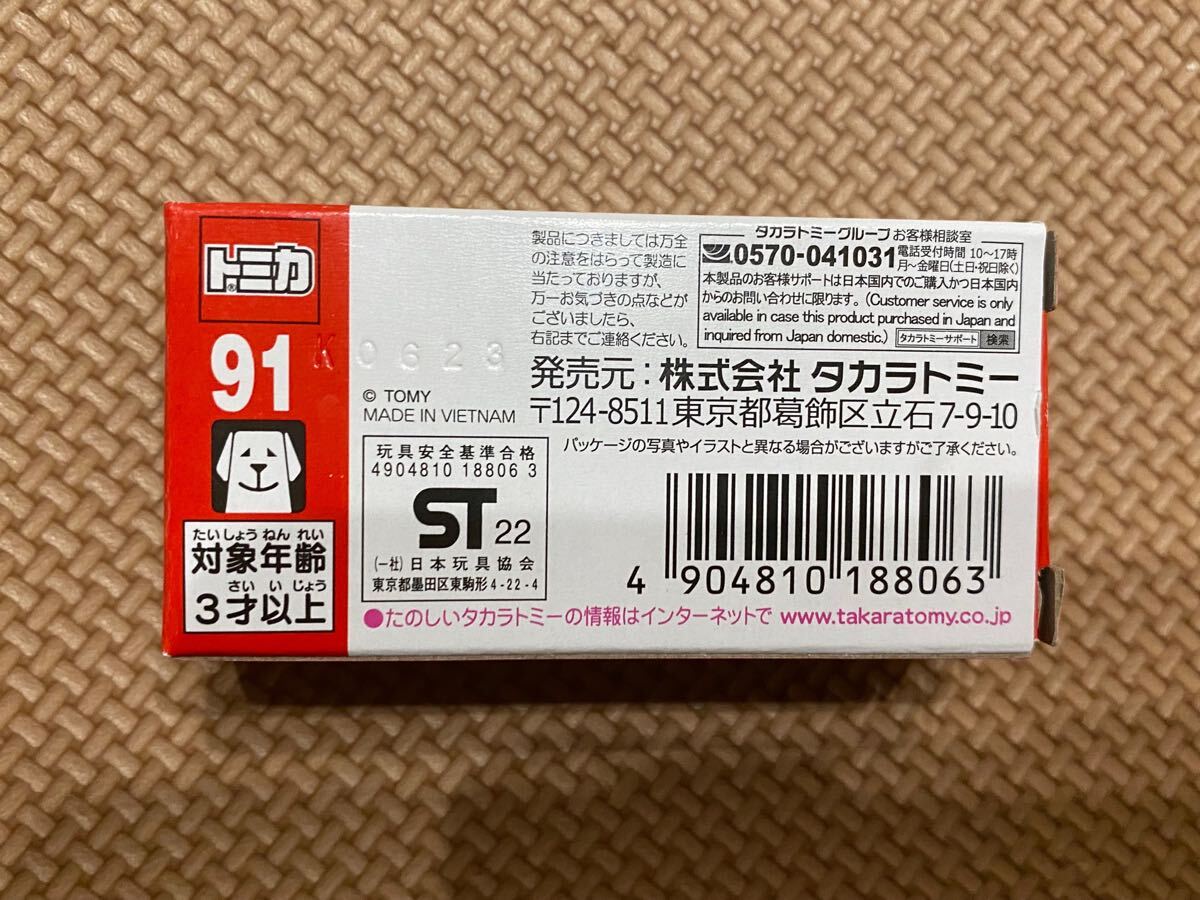 トミカ
®
91
K0623
たいしょうねんれい
対象年齢
さいいじょう
3才以上
© TOMY
MADE IN VIETNAM
玩具安全基準合格
4904810 18806 3
ST 22
(一社)日本玩具協会
東京都墨田区東駒形4-22-4
製品につきましては万全
の注意をはらって製造に
当たっておりますが、
万一お気づきの点などが
ございましたら、
右記までご連絡ください。
タカラトミーグループ お客様相談室
0570-041031 電話受付時間 10〜17時
月〜金曜日(土日・祝日除く)
本製品のお客様サポートは日本国内でのご購入かつ日本国内
からのお問い合わせに限ります。(Customer service is only
available in case this product purchased in Japan and
inquired from Japan domestic.) タカラトミーサポート 検索
発売元:株式会社 タカラトミー
〒124-8511東京都葛飾区立石7-9-10
パッケージの写真やイラストと異なる場合がございますがご了承ください。
4 904810 188063
●たのしいタカラトミーの情報はインターネットで www.takaratomy.co.jp